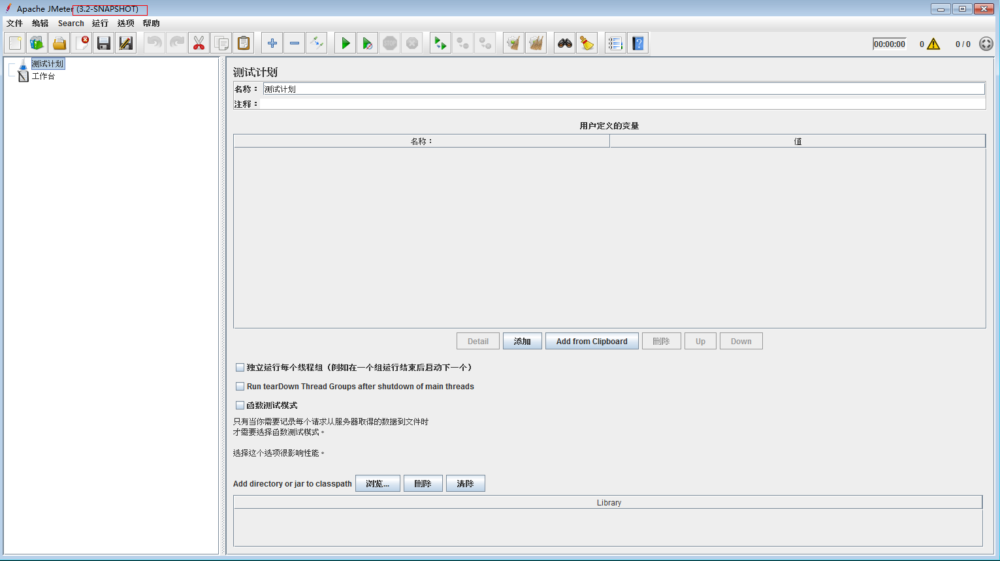 Apache JMeter (3.2-SNAPSHOT)
文件 编辑 Search 运行 选项 帮助
STOP
00:00:00 0 0 / 0
测试计划
工作台
测试计划
名称： 测试计划
注释：
用户定义的变量
名称： 值
Detail 添加 Add from Clipboard 删除 Up Down
独立运行每个线程组（例如在一个组运行结束后启动下一个）
Run tearDown Thread Groups after shutdown of main threads
函数测试模式
只有当你需要记录每个请求从服务器取得的数据到文件时
才需要选择函数测试模式。
选择这个选项很影响性能。
Add directory or jar to classpath 浏览... 删除 清除
Library